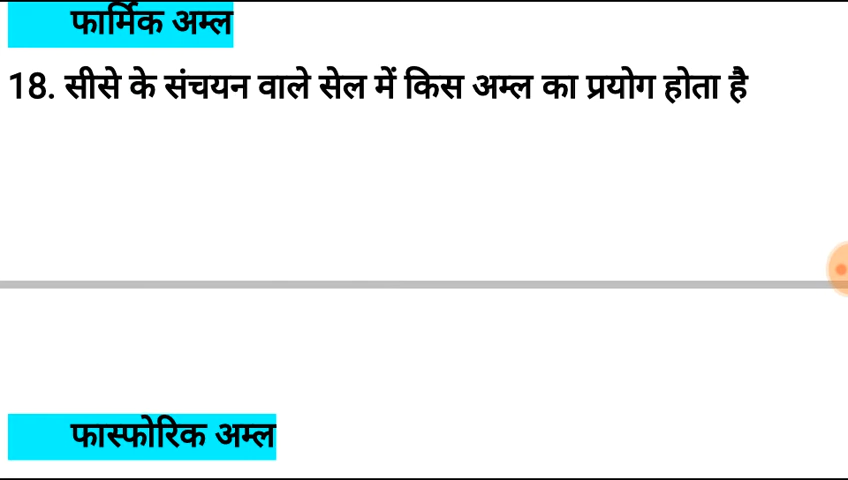 फार्मिक अम्ल
18. सीसे के संचयन वाले सेल में किस अम्ल का प्रयोग होता है
फास्फोरिक अम्ल